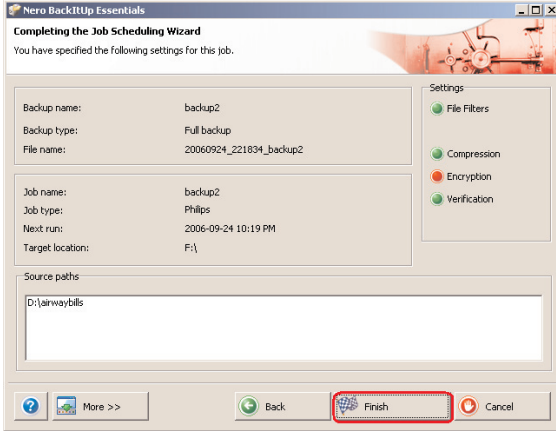 Nero BackItUp Essentials
Completing the Job Scheduling Wizard
You have specified the following settings for this job.
Backup name: backup2
Backup type: Full backup
File name: 20060924_221834_backup2
Job name: backup2
Job type: Philips
Next run: 2006-09-24 10:19 PM
Target location: F:\
Settings
File Filters
Compression
Encryption
Verification
Source paths
D:\airwaybills
More >>
Back
Finish
Cancel